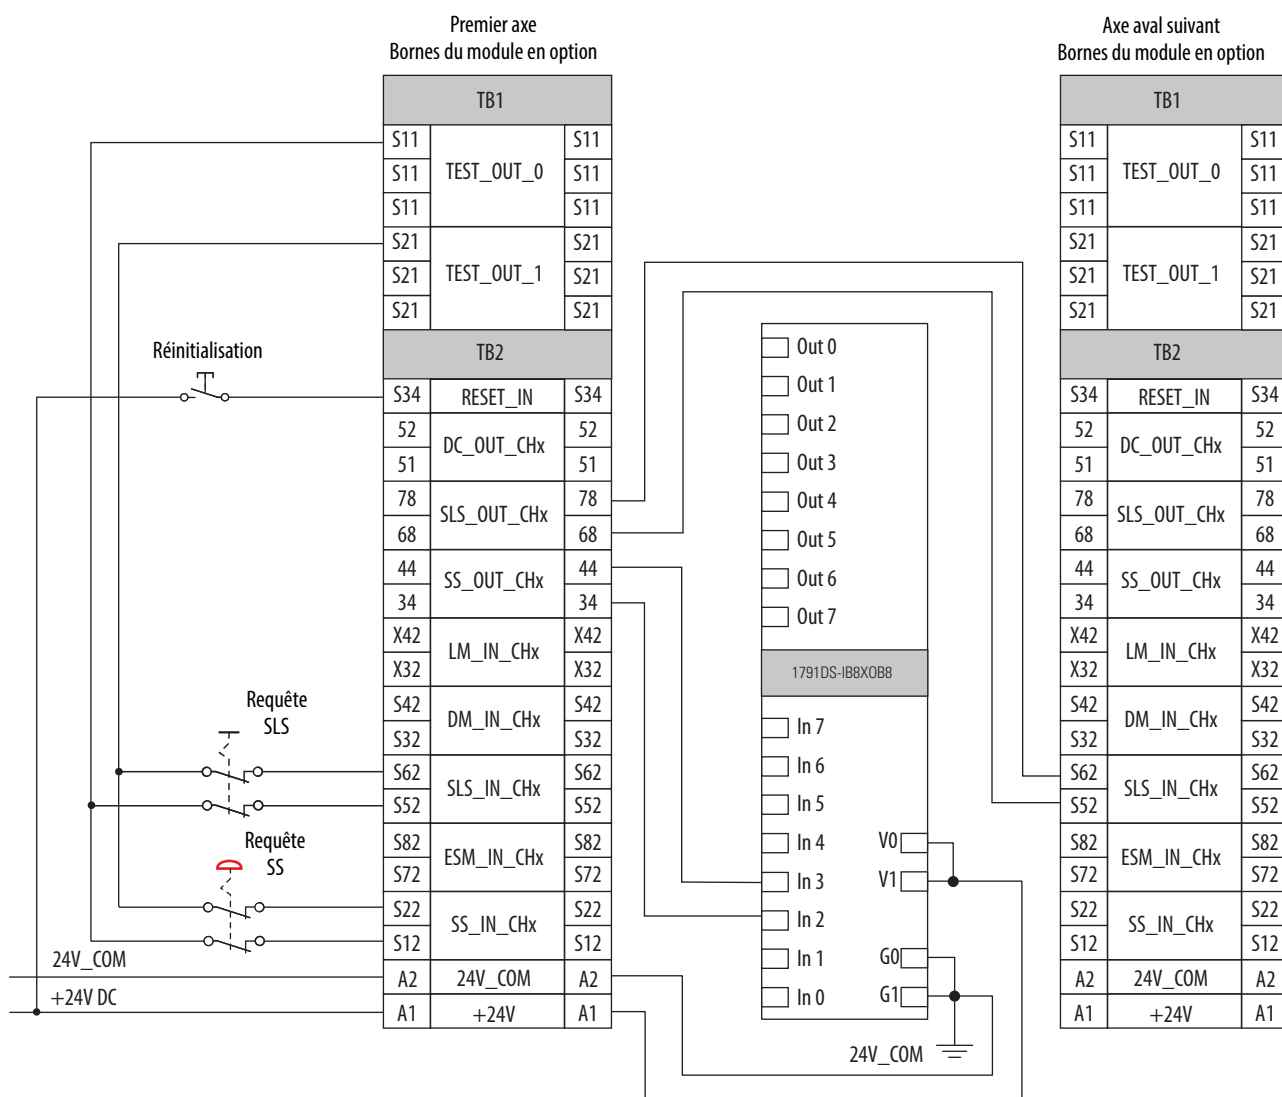 Premier axe
Bornes du module en option
TB1
S11 S11
S11 TEST_OUT_0 S11
S11 S11
S21 S21
S21 TEST_OUT_1 S21
S21 S21
Réinitialisation
TB2
S34 RESET_IN S34
52 52
DC_OUT_CHx
51 51
78 78
SLS_OUT_CHx
68 68
44 44
SS_OUT_CHx
34 34
X42 X42
LM_IN_CHx
X32 X32
S42 S42
DM_IN_CHx
S32 S32
Requête
SLS
S62 S62
SLS_IN_CHx
S52 S52
Requête
SS
S82 S82
ESM_IN_CHx
S72 S72
S22 S22
SS_IN_CHx
S12 S12
24V_COM
A2 24V_COM A2
+24V DC
A1 +24V A1
Out 0
Out 1
Out 2
Out 3
Out 4
Out 5
Out 6
Out 7
1791DS-IB8XOB8
In 7
In 6
In 5
In 4 V0
In 3 V1
In 2
In 1 G0
In 0 G1
24V_COM
Axe aval suivant
Bornes du module en option
TB1
S11 S11
S11 TEST_OUT_0 S11
S11 S11
S21 S21
S21 TEST_OUT_1 S21
S21 S21
TB2
S34 RESET_IN S34
52 52
DC_OUT_CHx
51 51
78 78
SLS_OUT_CHx
68 68
44 44
SS_OUT_CHx
34 34
X42 X42
LM_IN_CHx
X32 X32
S42 S42
DM_IN_CHx
S32 S32
S62 S62
SLS_IN_CHx
S52 S52
S82 S82
ESM_IN_CHx
S72 S72
S22 S22
SS_IN_CHx
S12 S12
A2 24V_COM A2
A1 +24V A1